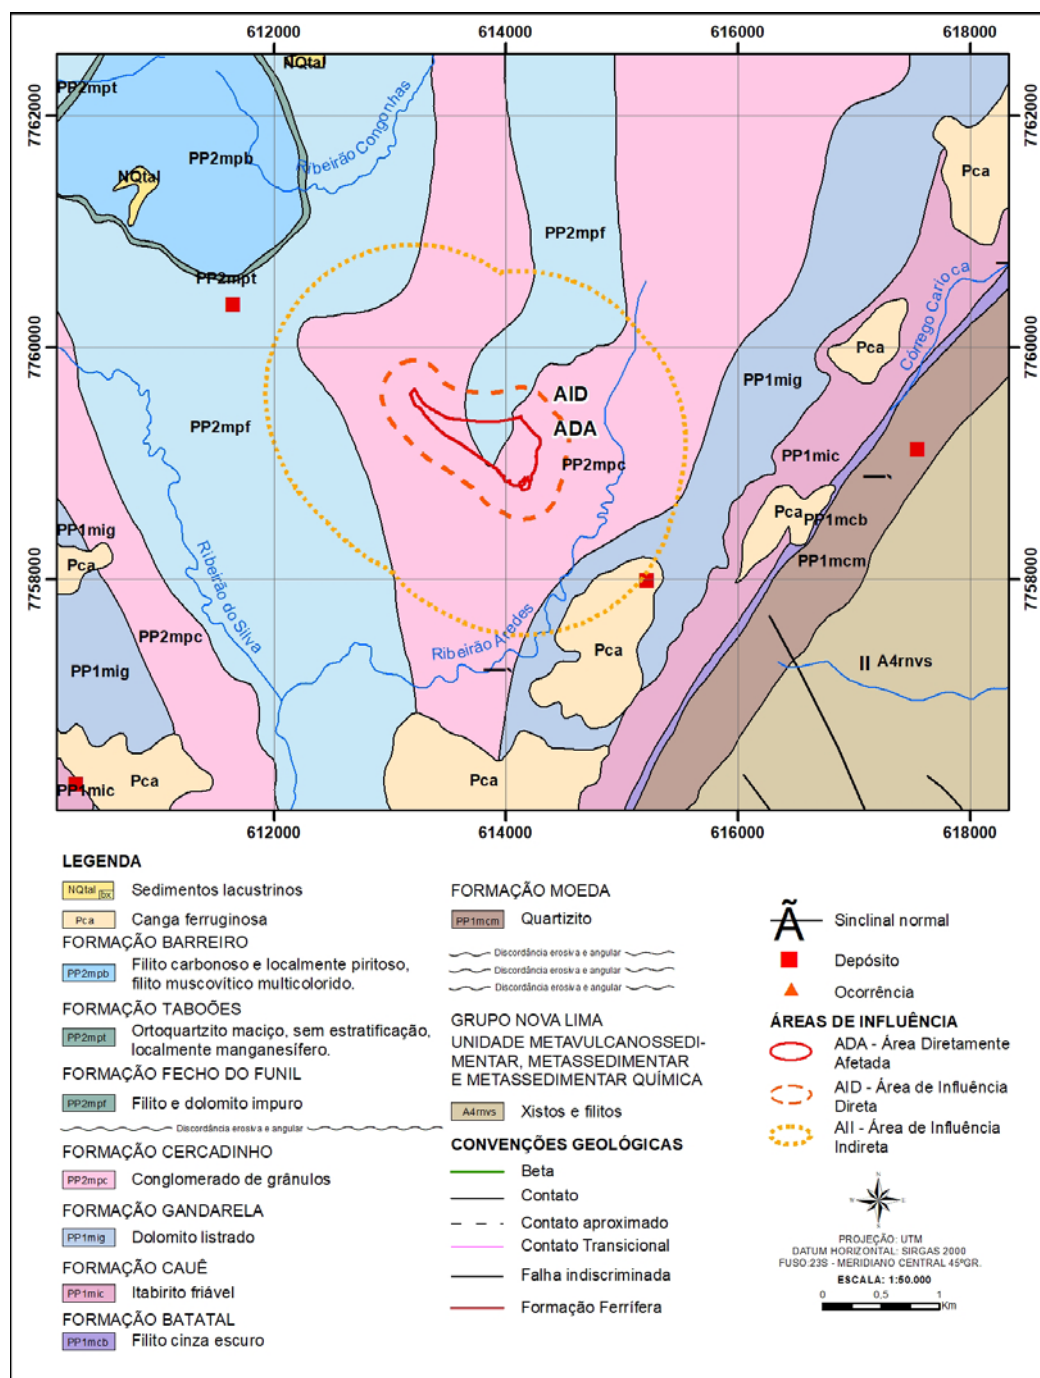 612000 614000 616000 618000
NQtal
PP2mpt
7762000 7762000
Ribeirão Congonhas
PP2mpb
Pca
NQtal
PP2mpf
PP2mpt
Córrego Carioca
7760000 7760000
Pca
PP1mig
AID
ADA
PP2mpf
PP2mpc
PP1mic
Pca
PP1mcb
PP1mig
PP1mcm
Pca
7758000 7758000
Ribeirão do Silva
Ribeirão Aredes
PP2mpc
Pca
PP1mig
A4rnvs
Pca
Pca
PP1mic
612000 614000 616000 618000
LEGENDA
NQtal Sedimentos lacustrinos
Pca Canga ferruginosa
FORMAÇÃO BARREIRO
PP2mpb Filito carbonoso e localmente piritoso,
filito muscovítico multicolorido.
FORMAÇÃO TABOÕES
PP2mpt Ortoquartzito maciço, sem estratificação,
localmente manganesífero.
FORMAÇÃO FECHO DO FUNIL
PP2mpf Filito e dolomito impuro
Discordância erosiva e angular
FORMAÇÃO CERCADINHO
PP2mpc Conglomerado de grânulos
FORMAÇÃO GANDARELA
PP1mig Dolomito listrado
FORMAÇÃO CAUÊ
PP1mic Itabirito friável
FORMAÇÃO BATATAL
PP1mcb Filito cinza escuro
FORMAÇÃO MOEDA
PP1mcm Quartizito
Discordância erosiva e angular
Discordância erosiva e angular
Discordância erosiva e angular
GRUPO NOVA LIMA
UNIDADE METAVULCANOSSEDI-
MENTAR, METASSEDIMENTAR
E METASSEDIMENTAR QUÍMICA
A4rnvs Xistos e filitos
CONVENÇÕES GEOLÓGICAS
Beta
Contato
Contato aproximado
Contato Transicional
Falha indiscriminada
Formação Ferrífera
Ã Sinclinal normal
Depósito
Ocorrência
ÁREAS DE INFLUÊNCIA
ADA - Área Diretamente
Afetada
AID - Área de Influência
Direta
AII - Área de Influência
Indireta
N
W E
S
PROJEÇÃO: UTM
DATUM HORIZONTAL: SIRGAS 2000
FUSO:23S - MERIDIANO CENTRAL 45ºGR.
ESCALA: 1:50.000
0 0,5 1
Km